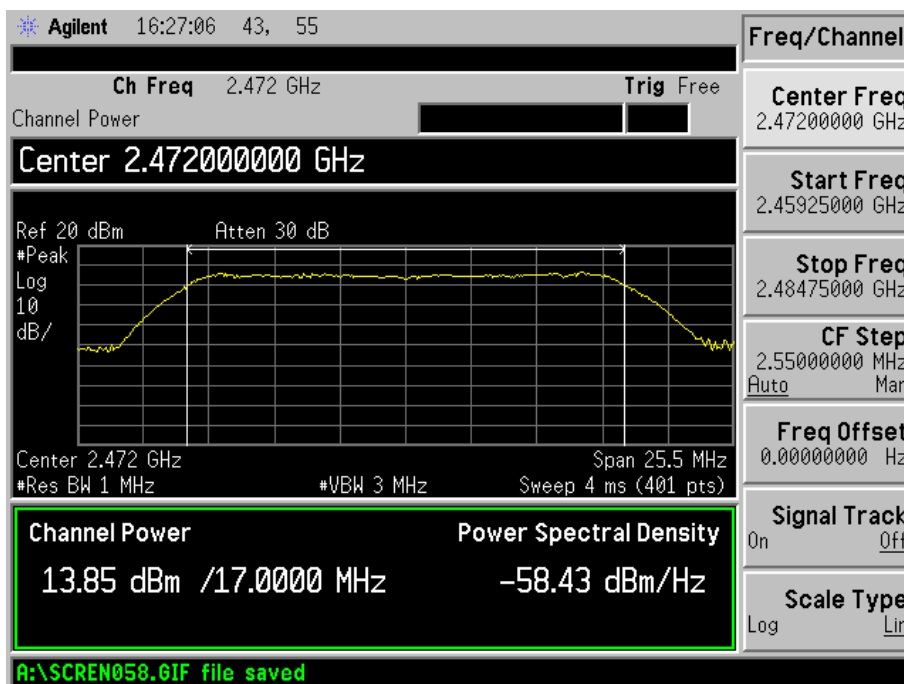 Agilent 16:27:06 43, 55
Freq/Channel
Ch Freq 2.472 GHz Trig Free
Channel Power
Center 2.472000000 GHz
Ref 20 dBm Atten 30 dB
#Peak
Log
10
dB/
Center 2.472 GHz Span 25.5 MHz
#Res BW 1 MHz #VBW 3 MHz Sweep 4 ms (401 pts)
Channel Power Power Spectral Density
13.85 dBm /17.0000 MHz -58.43 dBm/Hz
A:\SCREN058.GIF file saved
Center Freq
2.47200000 GHz
Start Freq
2.45925000 GHz
Stop Freq
2.48475000 GHz
CF Step
2.55000000 MHz
Auto Man
Freq Offset
0.00000000 Hz
Signal Track
On Off
Scale Type
Log Lin